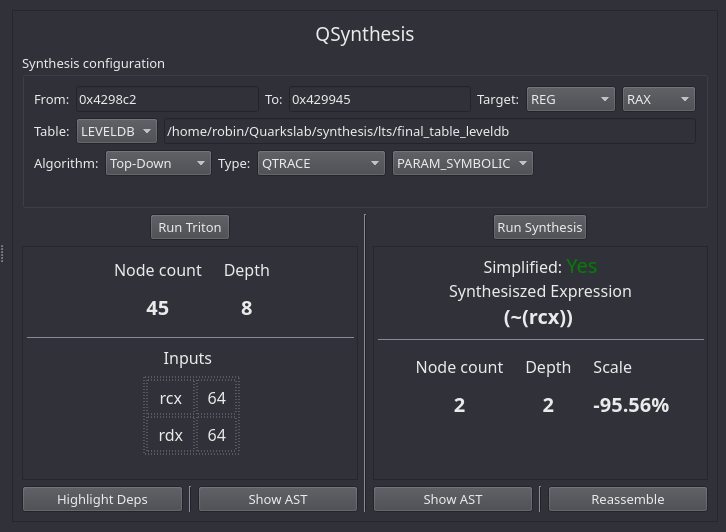 QSynthesis
Synthesis configuration
From: 0x4298c2 To: 0x429945 Target: REG RAX
Table: LEVELDB /home/robin/Quarkslab/synthesis/lts/final_table_leveldb
Algorithm: Top-Down Type: QTRACE PARAM_SYMBOLIC
Run Triton
Node count Depth
45 8
Inputs
rcx 64
rdx 64
Highlight Deps Show AST
Run Synthesis
Simplified: Yes
Synthesiszed Expression
(~(rcx))
Node count Depth Scale
2 2 -95.56%
Show AST Reassemble